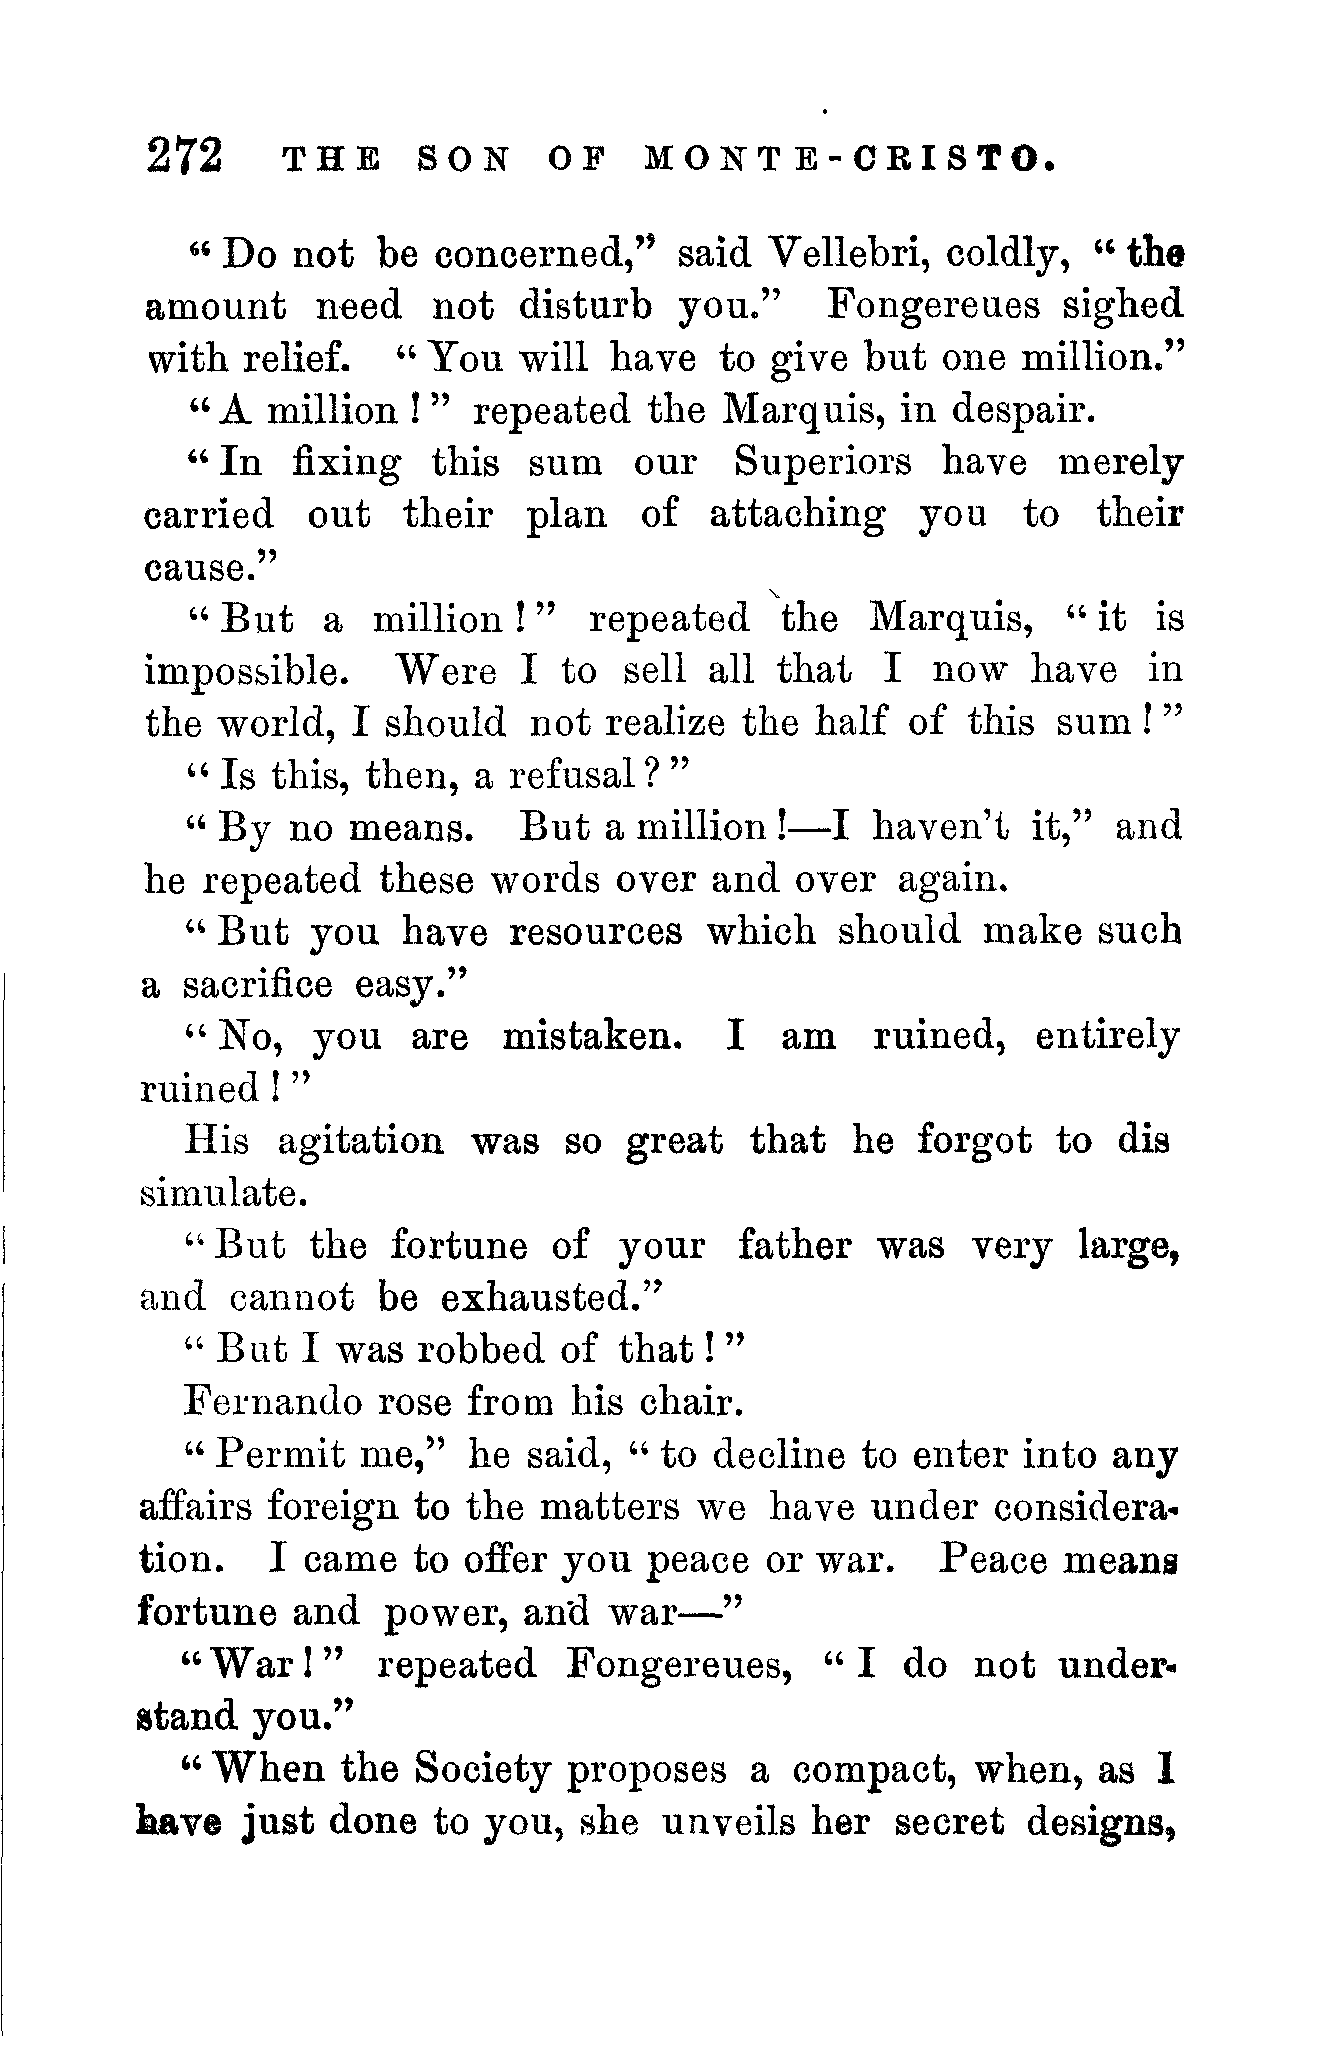 272 THE SON OF MONTE-CRISTO.
“Do not be concerned,” said Vellebri, coldly, “the
amount need not disturb you.” Fongereues sighed
with relief. “You will have to give but one million.”
“A million!” repeated the Marquis, in despair.
“In fixing this sum our Superiors have merely
carried out their plan of attaching you to their
cause.”
“But a million!” repeated the Marquis, “it is
impossible. Were I to sell all that I now have in
the world, I should not realize the half of this sum!”
“Is this, then, a refusal?”
“By no means. But a million!—I haven’t it,” and
he repeated these words over and over again.
“But you have resources which should make such
a sacrifice easy.”
“No, you are mistaken. I am ruined, entirely
ruined!”
His agitation was so great that he forgot to dis
simulate.
“But the fortune of your father was very large,
and cannot be exhausted.”
“But I was robbed of that!”
Fernando rose from his chair.
“Permit me,” he said, “to decline to enter into any
affairs foreign to the matters we have under considera-
tion. I came to offer you peace or war. Peace means
fortune and power, and war—”
“War!” repeated Fongereues, “I do not under-
stand you.”
“When the Society proposes a compact, when, as I
have just done to you, she unveils her secret designs,